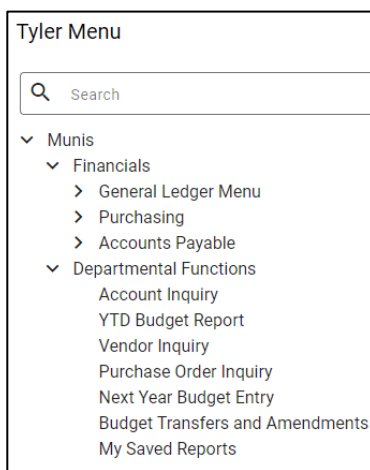 Tyler Menu
Search
Munis
Financials
General Ledger Menu
Purchasing
Accounts Payable
Departmental Functions
Account Inquiry
YTD Budget Report
Vendor Inquiry
Purchase Order Inquiry
Next Year Budget Entry
Budget Transfers and Amendments
My Saved Reports